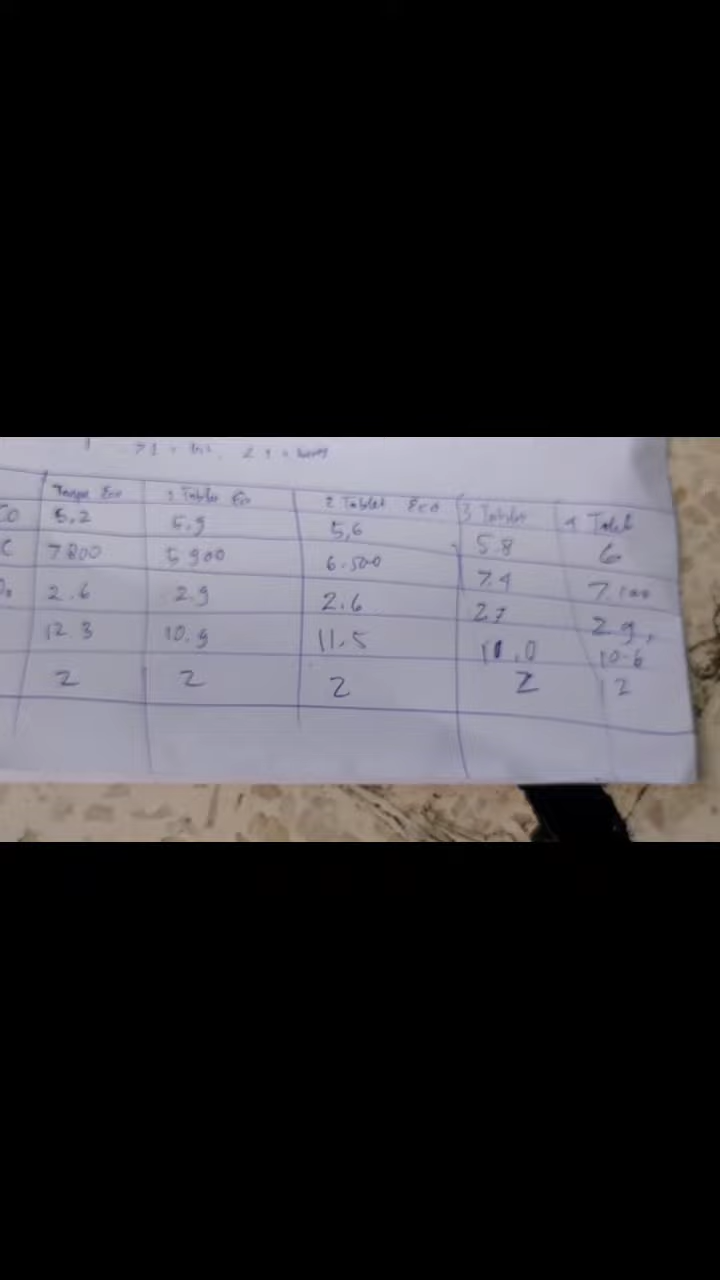 Tanpa Eco 1 Tablet Eco 2 Tablet Eco 3 Tablet 4 Tablet
CO 5,2 5,9 5,6 5.8 6
C 7.800 5 900 6.500 7.4 7.100
2.6 2.9 2.6 2.7 2.9,
12.3 10.9 11.5 11.0 10.6
2 2 2 2 2